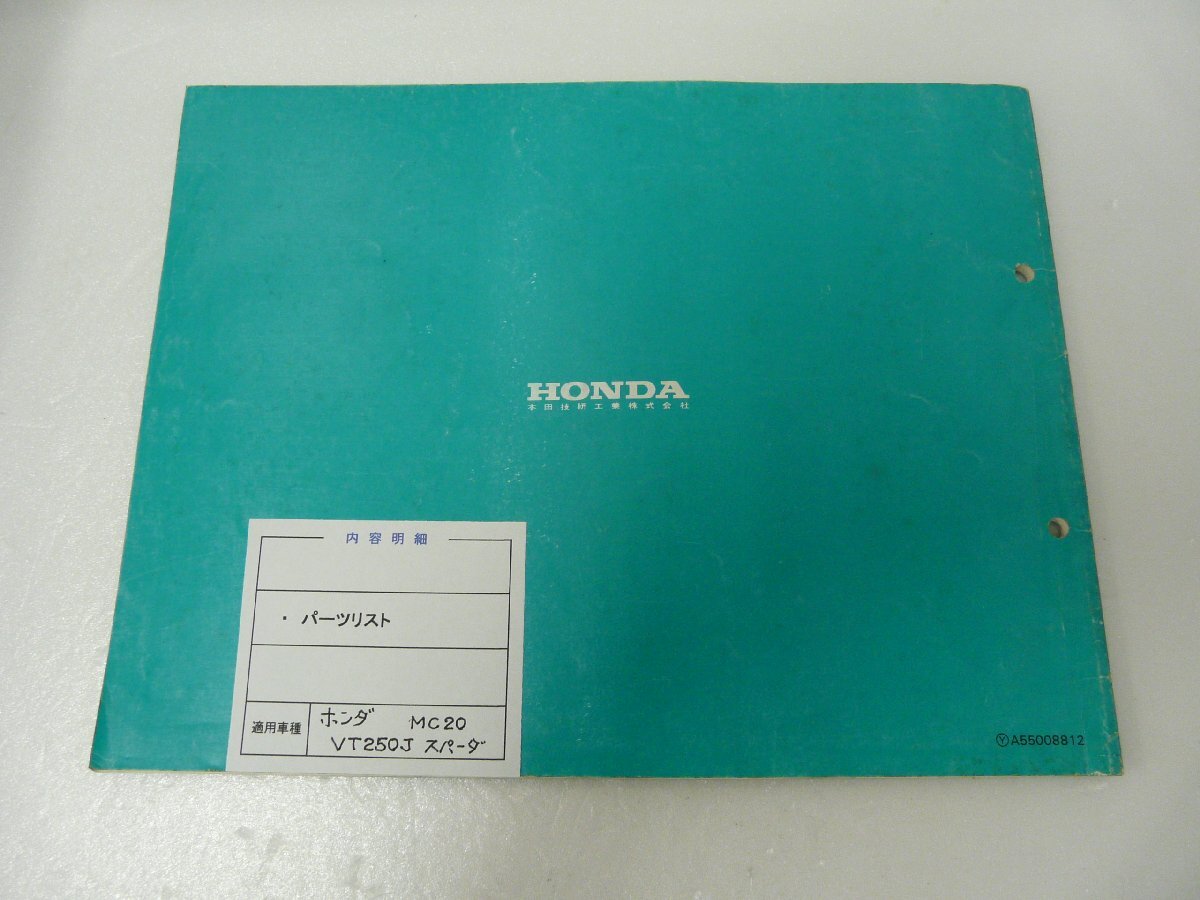 HONDA
本田技研工業株式会社
内容明細
・ パーツリスト
適用車種
ホンダ MC20
VT250J スパーダ
Ⓨ A55008812